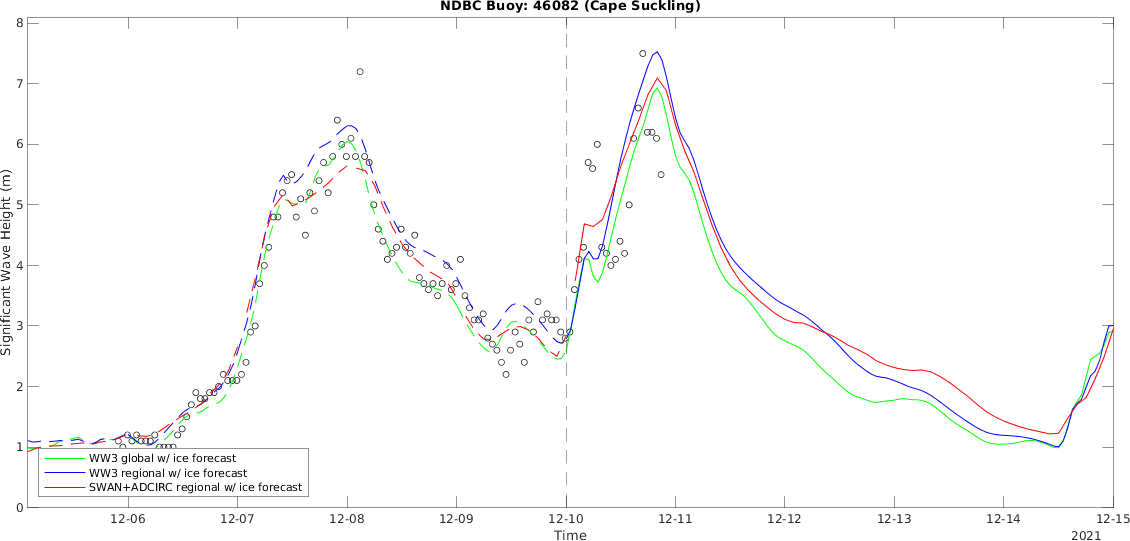 NDBC Buoy: 46082 (Cape Suckling)
8
7
6
5
4
3
2
1
0
Significant Wave Height (m)
WW3 global w/ ice forecast
WW3 regional w/ ice forecast
SWAN+ADCIRC regional w/ ice forecast
12-06 12-07 12-08 12-09 12-10 12-11 12-12 12-13 12-14 12-15
Time
2021